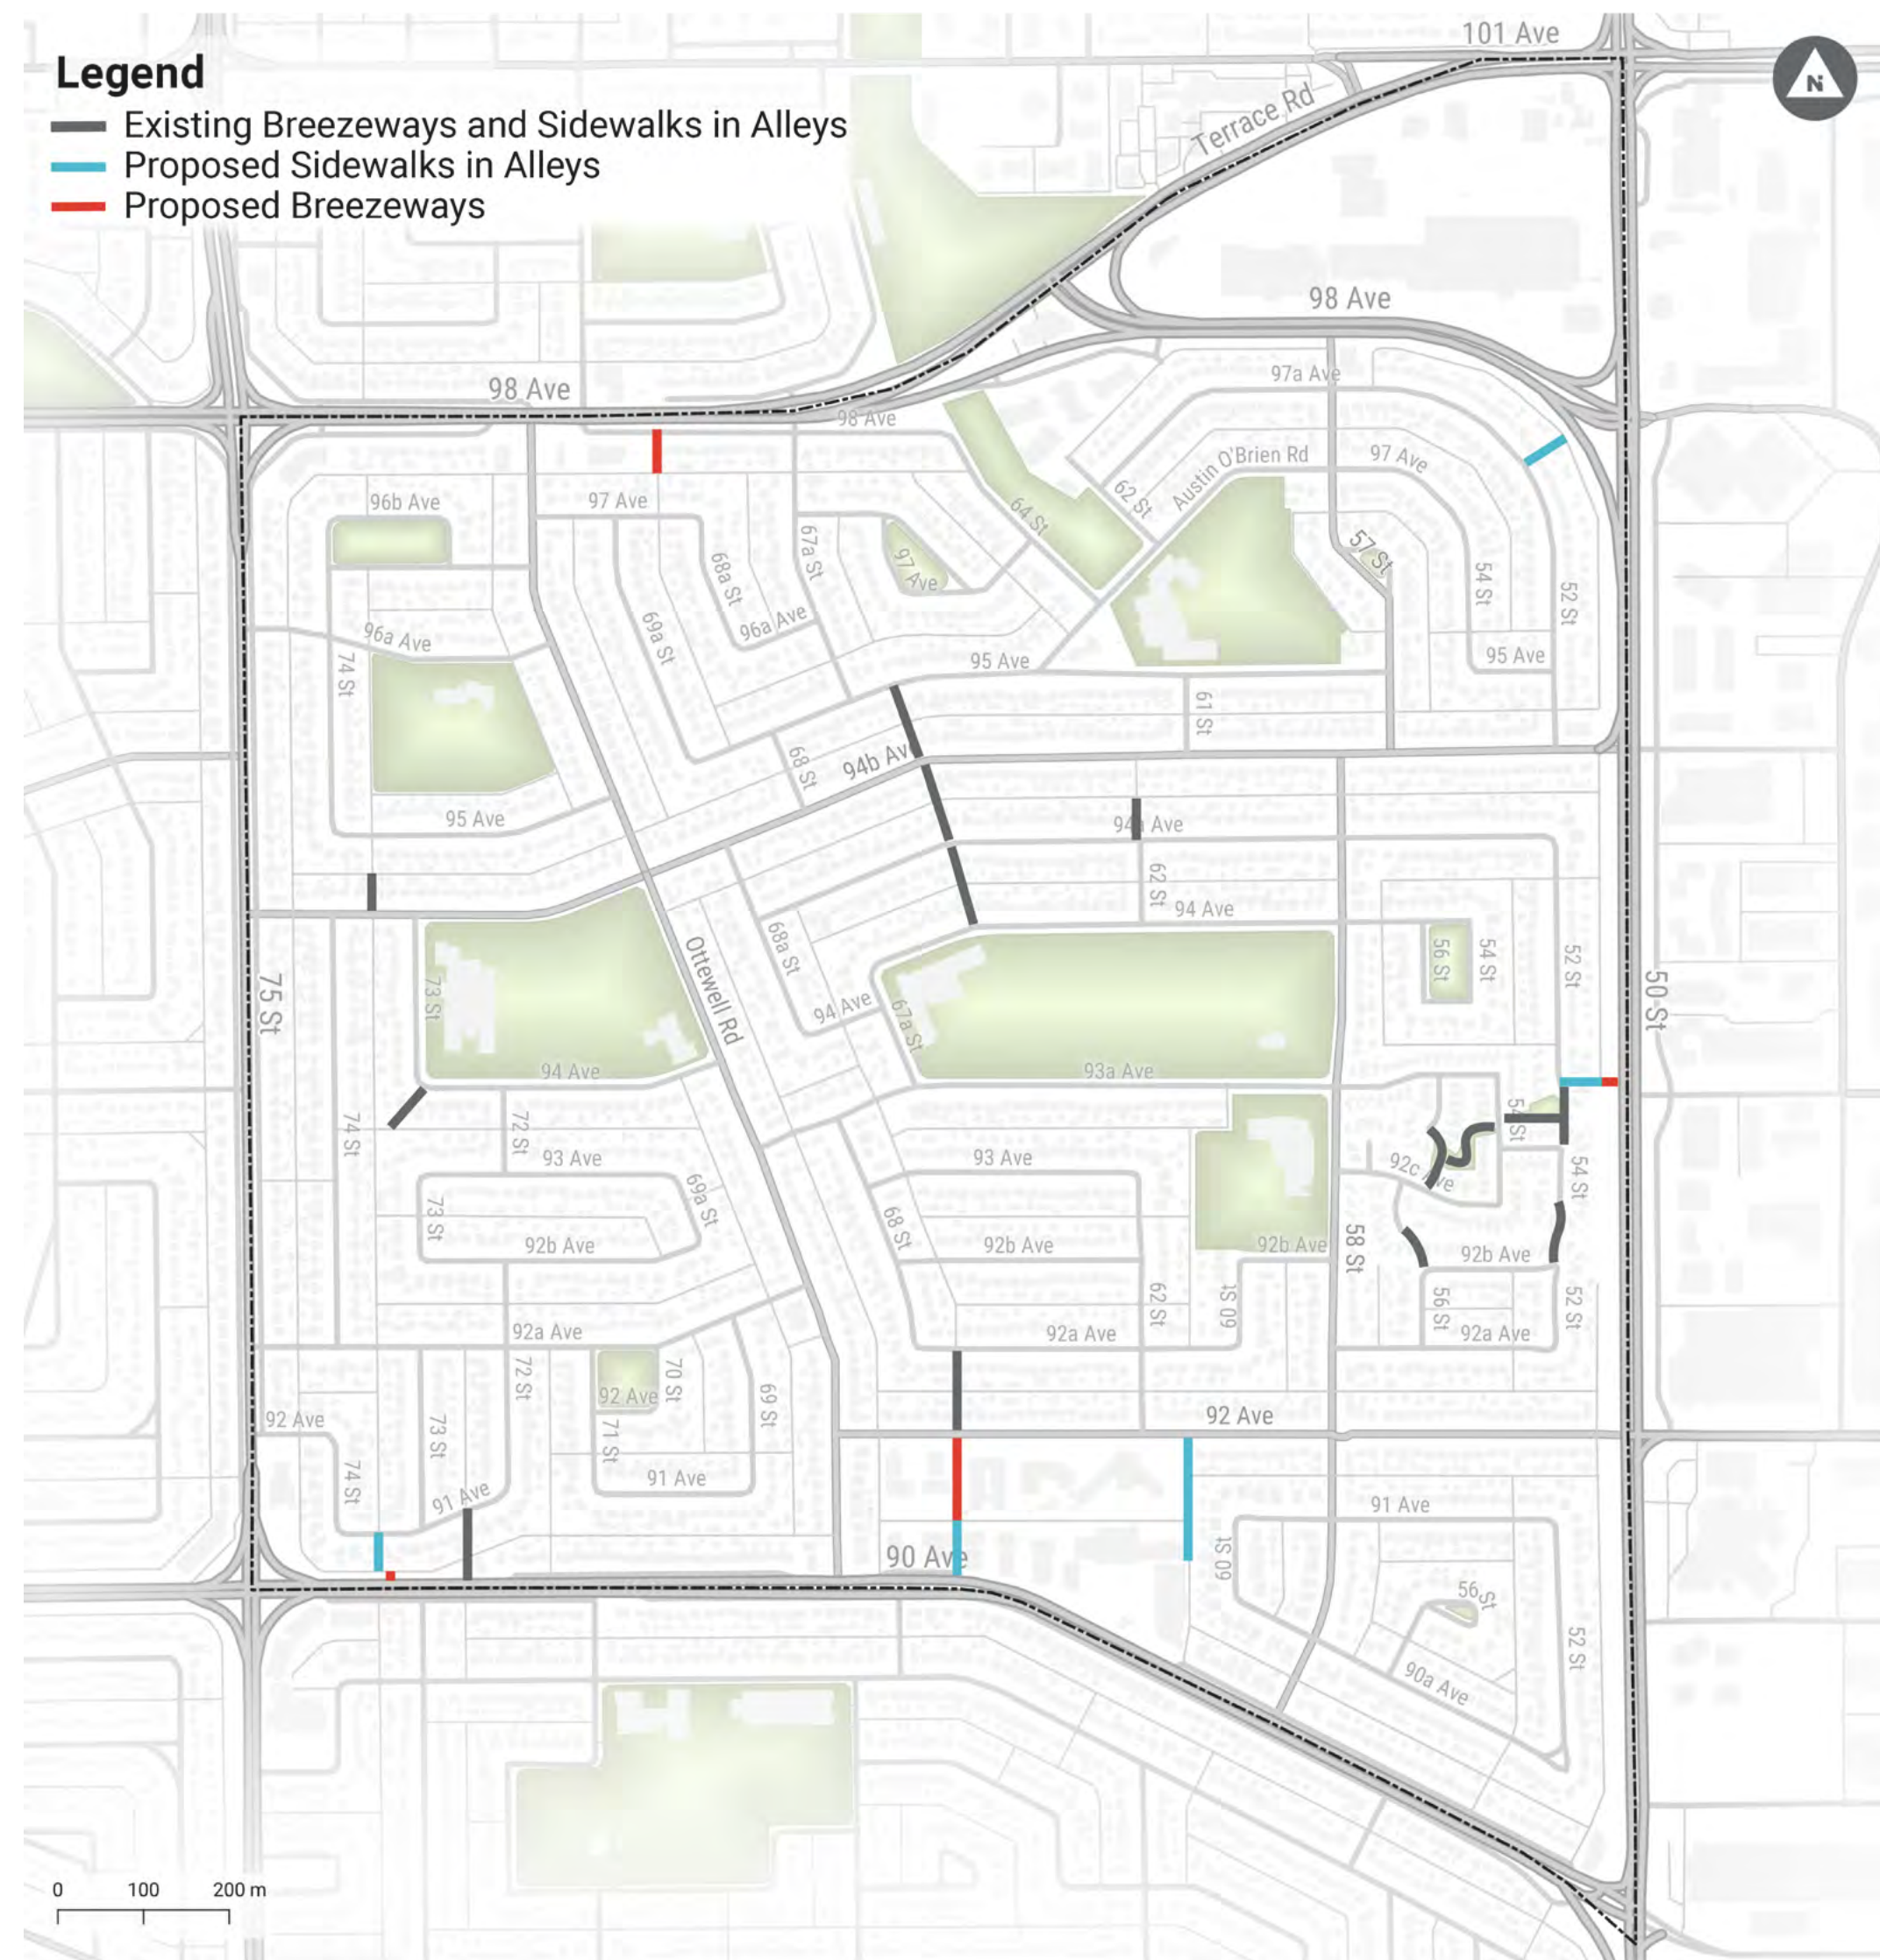 101 Ave
Legend
N
Existing Breezeways and Sidewalks in Alleys
Proposed Sidewalks in Alleys
Proposed Breezeways
Terrace Rd
98 Ave
97a Ave
98 Ave
98 Ave
Austin O'Brien Rd
97 Ave
96b Ave
97 Ave
62 St
64 St
67a St
57 St
97 Ave
68a St
54 St
52 St
96a Ave
69a St
96a Ave
74 St
95 Ave
95 Ave
61 St
94b Ave
68 St
95 Ave
94a Ave
62 St
94 Ave
68a St
Ottewell Rd
56 St
54 St
52 St
75 St
73 St
94 Ave
67a St
50 St
94 Ave
93a Ave
74 St
72 St
54 St
93 Ave
93 Ave
92c Ave
54 St
69a St
73 St
68 St
92b Ave
92b Ave
92b Ave
58 St
92b Ave
62 St
60 St
56 St
52 St
92a Ave
92a Ave
92a Ave
72 St
70 St
92 Ave
69 St
92 Ave
92 Ave
73 St
71 St
74 St
91 Ave
91 Ave
91 Ave
90 Ave
60 St
56 St
52 St
90a Ave
0 100 200 m